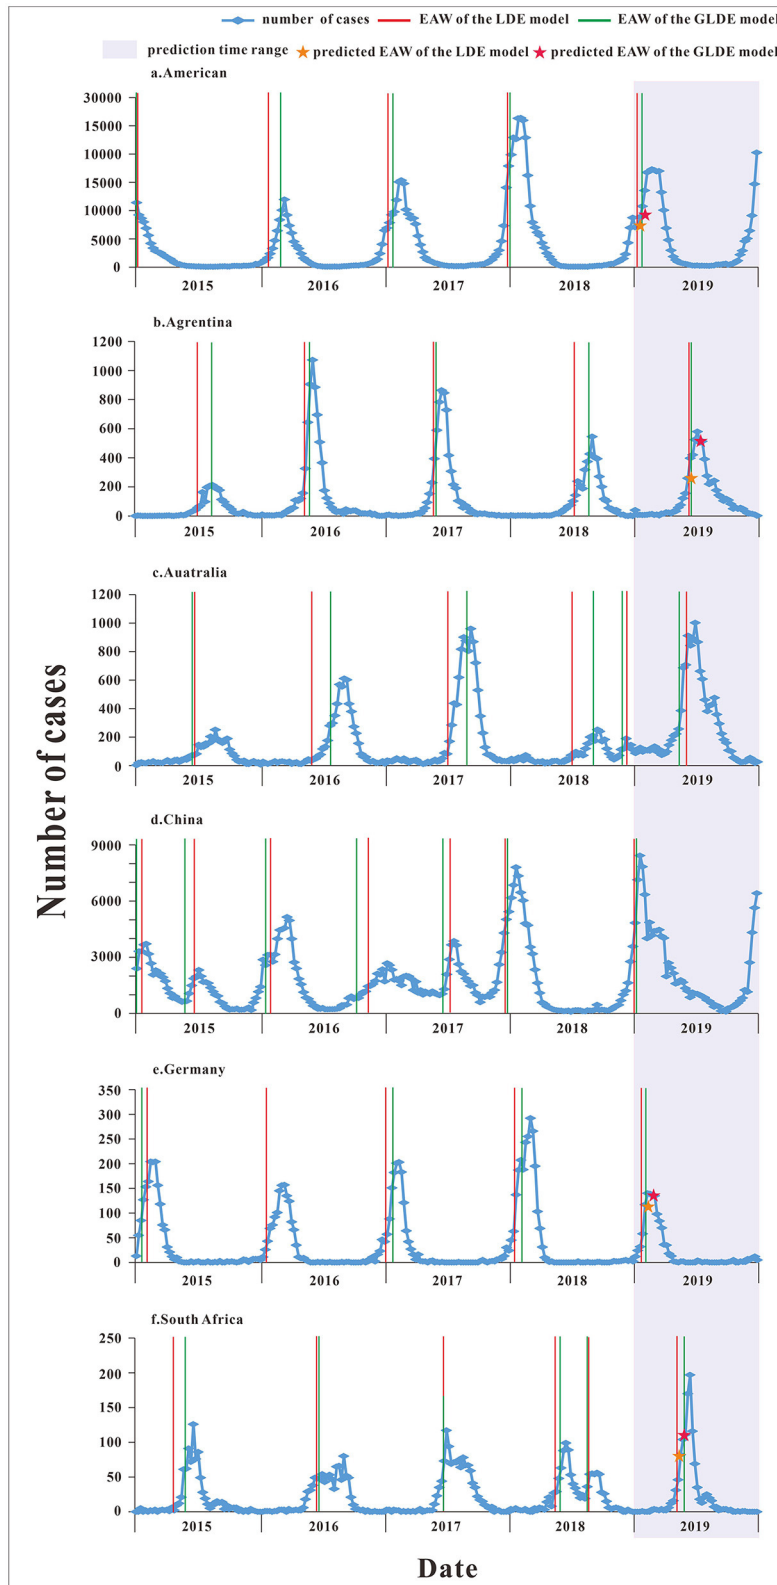 number of cases EAW of the LDE model EAW of the GLDE model
prediction time range predicted EAW of the LDE model predicted EAW of the GLDE model
a.American
30000
10000
15000
10000
5000
0
2015 2016 2017 2018 2019
b.Agrentina
1200
1000
800
600
400
200
0
2015 2016 2017 2018 2019
c.Auatralia
1200
1000
800
600
400
200
0
2015 2016 2017 2018 2019
Number of cases
d.China
9000
6000
3000
0
2015 2016 2017 2018 2019
e.Germany
350
300
250
200
150
100
50
0
2015 2016 2017 2018 2019
f.South Africa
250
200
150
100
50
0
2015 2016 2017 2018 2019
Date